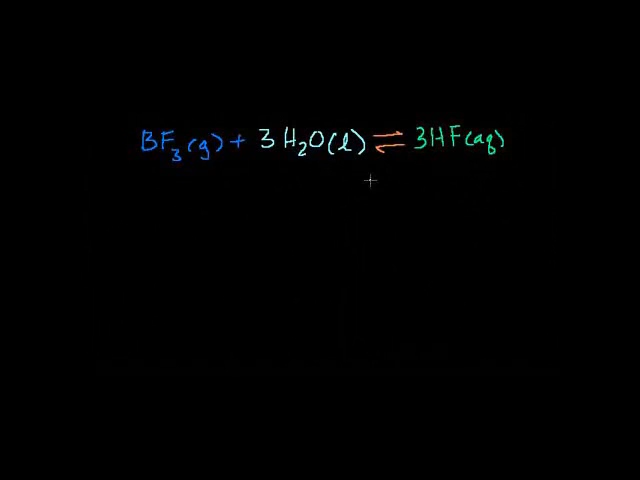 BF₃(g) + 3H₂O(l) ⇌ 3HF(aq)